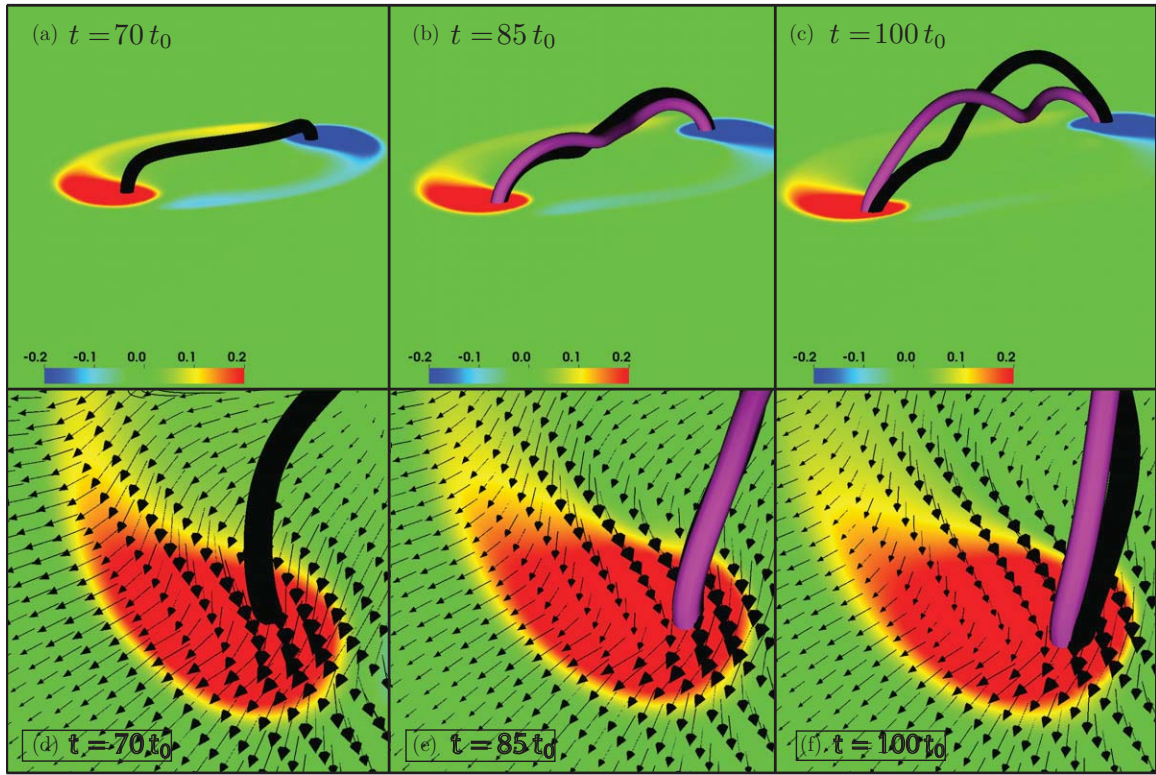 (a) t = 70 t₀
(b) t = 85 t₀
(c) t = 100 t₀
-0.2 -0.1 0.0 0.1 0.2
-0.2 -0.1 0.0 0.1 0.2
-0.2 -0.1 0.0 0.1 0.2
(d) t = 70 t₀
(e) t = 85 t₀
(f) t = 100 t₀